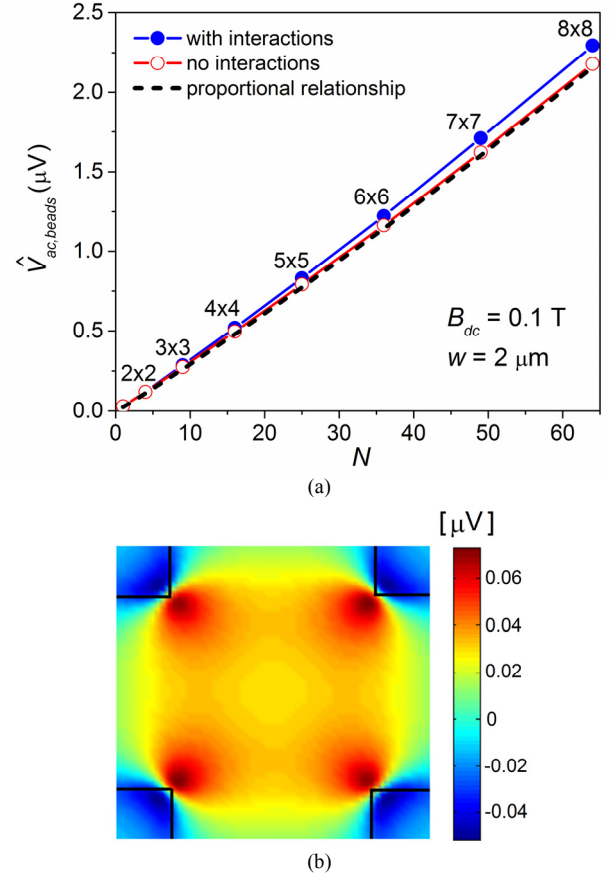 2.5
2.0
1.5
1.0
0.5
0.0
0
10
20
30
40
50
60
V̂ac,beads (μV)
N
with interactions
no interactions
proportional relationship
8x8
7x7
6x6
5x5
4x4
3x3
2x2
Bdc = 0.1 T
w = 2 μm
(a)
[μV]
0.06
0.04
0.02
0
-0.02
-0.04
(b)